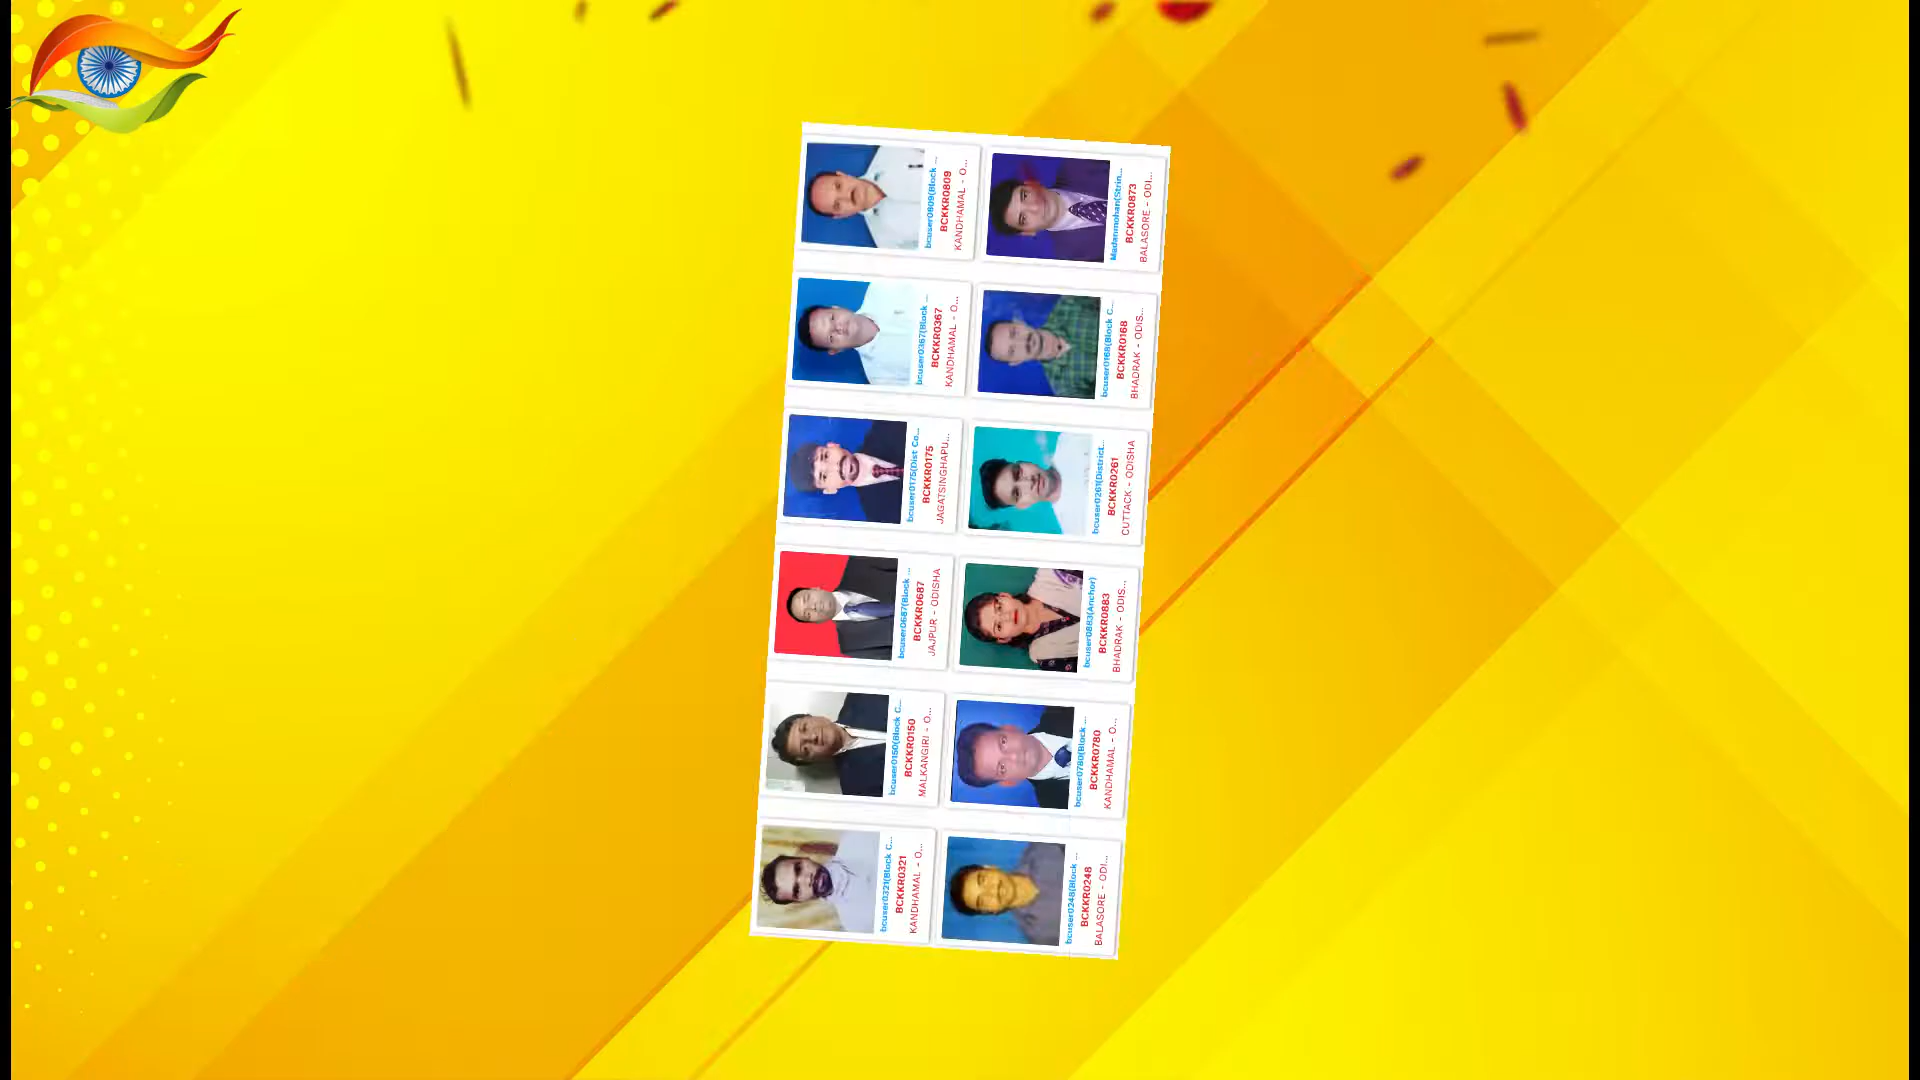 bcuser0321(Block C...
BCKKR0321
KANDHAMAL - O...
bcuser0150(Block C...
BCKKR0150
MALKANGIRI - O...
bcuser0687(Block ...
BCKKR0687
JAJPUR - ODISHA
bcuser0175(Dist Co...
BCKKR0175
JAGATSINGHAPU...
bcuser0367(Block ...
BCKKR0367
KANDHAMAL - O...
bcuser0809(Block ...
BCKKR0809
KANDHAMAL - O...
bcuser0248(Block ...
BCKKR0248
BALASORE - ODI...
bcuser0780(Block ...
BCKKR0780
KANDHAMAL - O...
bcuser0883(Anchor)
BCKKR0883
BHADRAK - ODIS...
bcuser0261(District...
BCKKR0261
CUTTACK - ODISHA
bcuser0168(Block C...
BCKKR0168
BHADRAK - ODIS...
Madanmohan(Strin...
BCKKR0873
BALASORE - ODI...